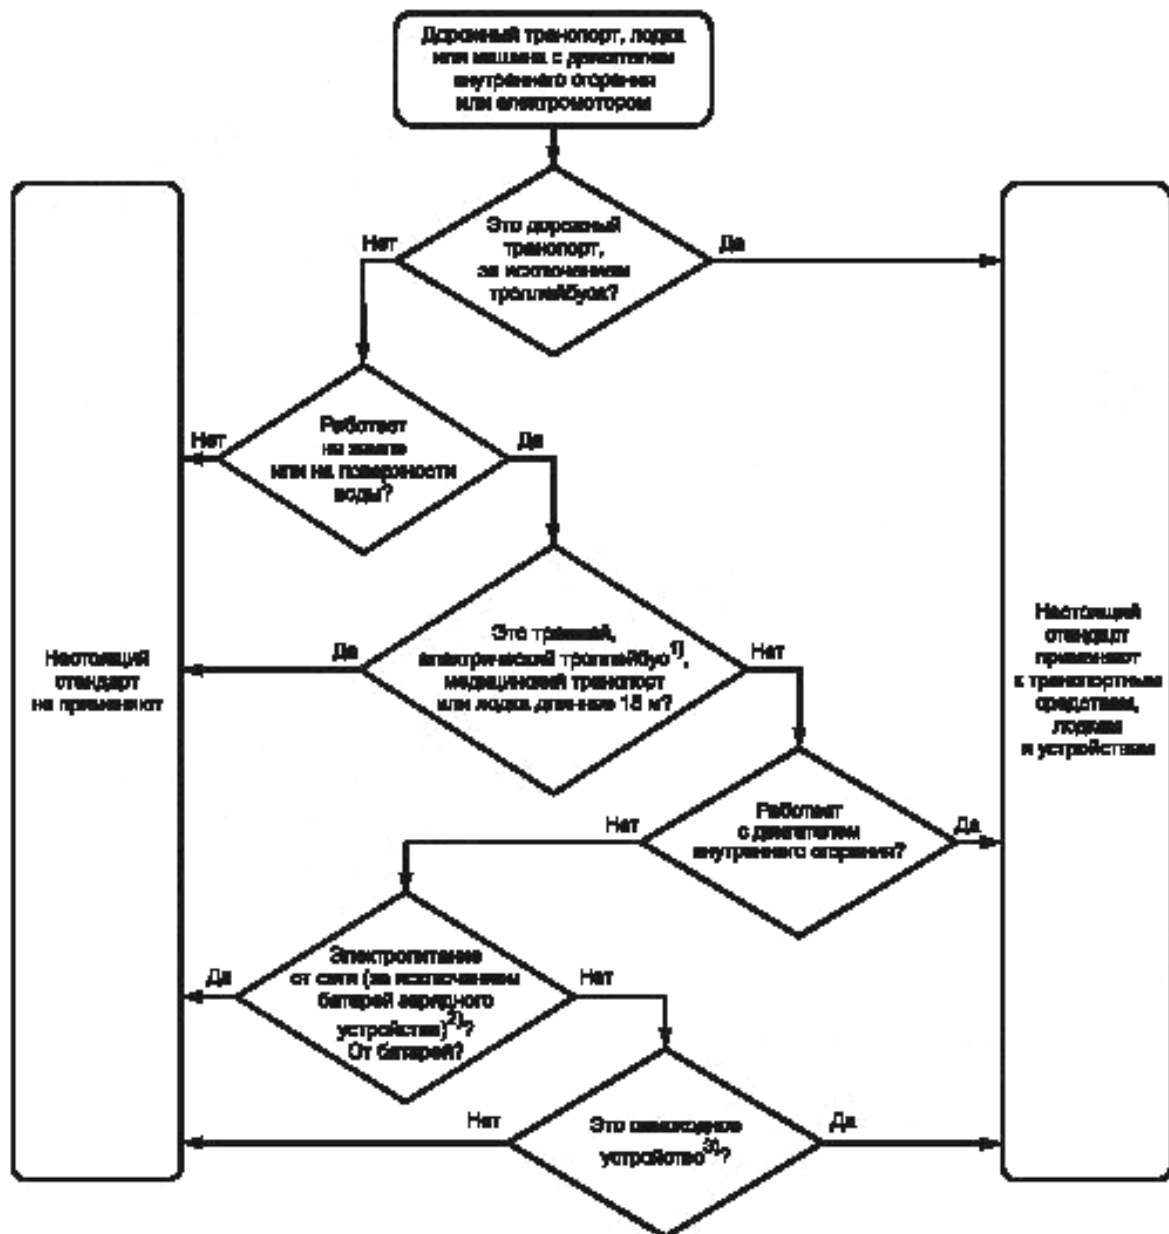 Дорожный транспорт, лодка
или машина с двигателем
внутреннего сгорания
или электромотором
Это дорожный
транспорт,
за исключением
троллейбуса?
Нет
Да
Работает
на земле
или на поверхности
воды?
Нет
Да
Это трамвай,
электрический троллейбус1),
медицинский транспорт
или лодка длиннее 15 м?
Да
Нет
Настоящий
стандарт
не применяют
Настоящий
стандарт
применяют
к транспортным
средствам,
лодкам
и устройствам
Работает
с двигателем
внутреннего сгорания?
Нет
Да
Электропитание
от сети (за исключением
батарей зарядного
устройства)2)?
От батарей?
Да
Нет
Это самоходное
устройство3)?
Нет
Да